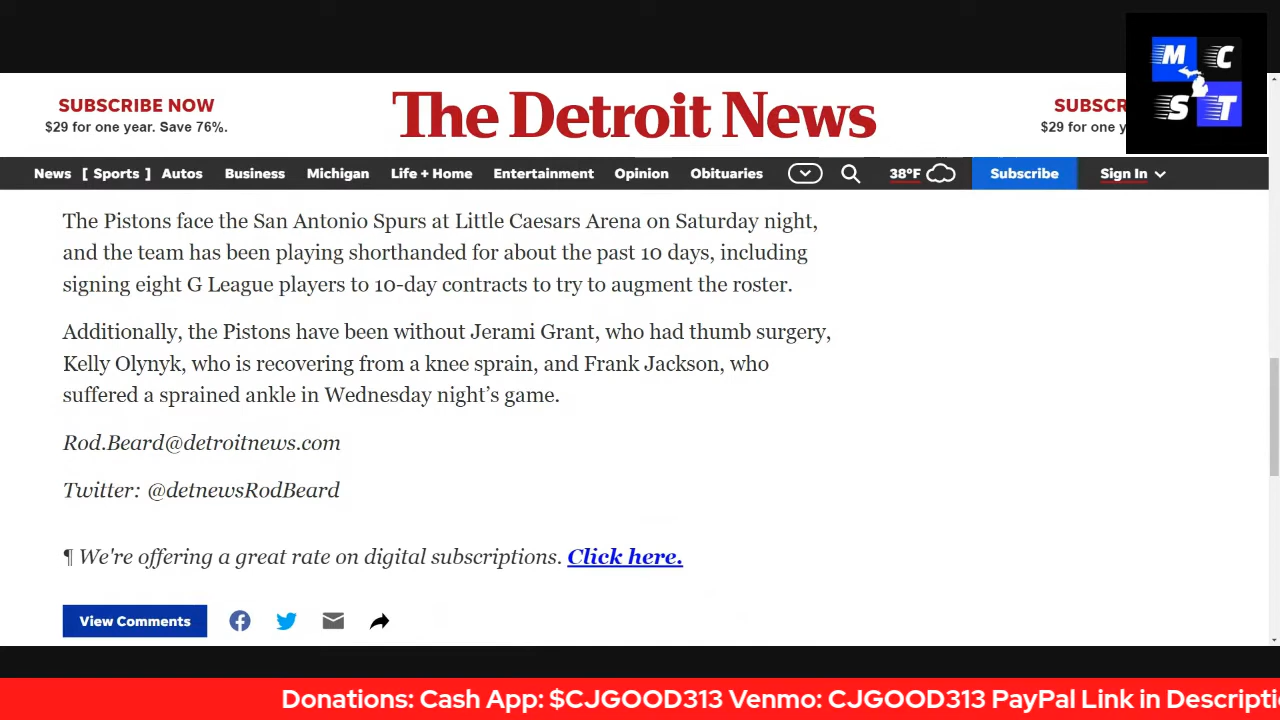 M C
S T
SUBSCRIBE NOW
$29 for one year. Save 76%.
The Detroit News
SUBSCR
$29 for one y
News [ Sports ] Autos Business Michigan Life + Home Entertainment Opinion Obituaries 38°F Subscribe Sign In
The Pistons face the San Antonio Spurs at Little Caesars Arena on Saturday night,
and the team has been playing shorthanded for about the past 10 days, including
signing eight G League players to 10-day contracts to try to augment the roster.
Additionally, the Pistons have been without Jerami Grant, who had thumb surgery,
Kelly Olynyk, who is recovering from a knee sprain, and Frank Jackson, who
suffered a sprained ankle in Wednesday night’s game.
Rod.Beard@detroitnews.com
Twitter: @detnewsRodBeard
¶ We're offering a great rate on digital subscriptions. Click here.
View Comments
Donations: Cash App: $CJGOOD313 Venmo: CJGOOD313 PayPal Link in Descripti